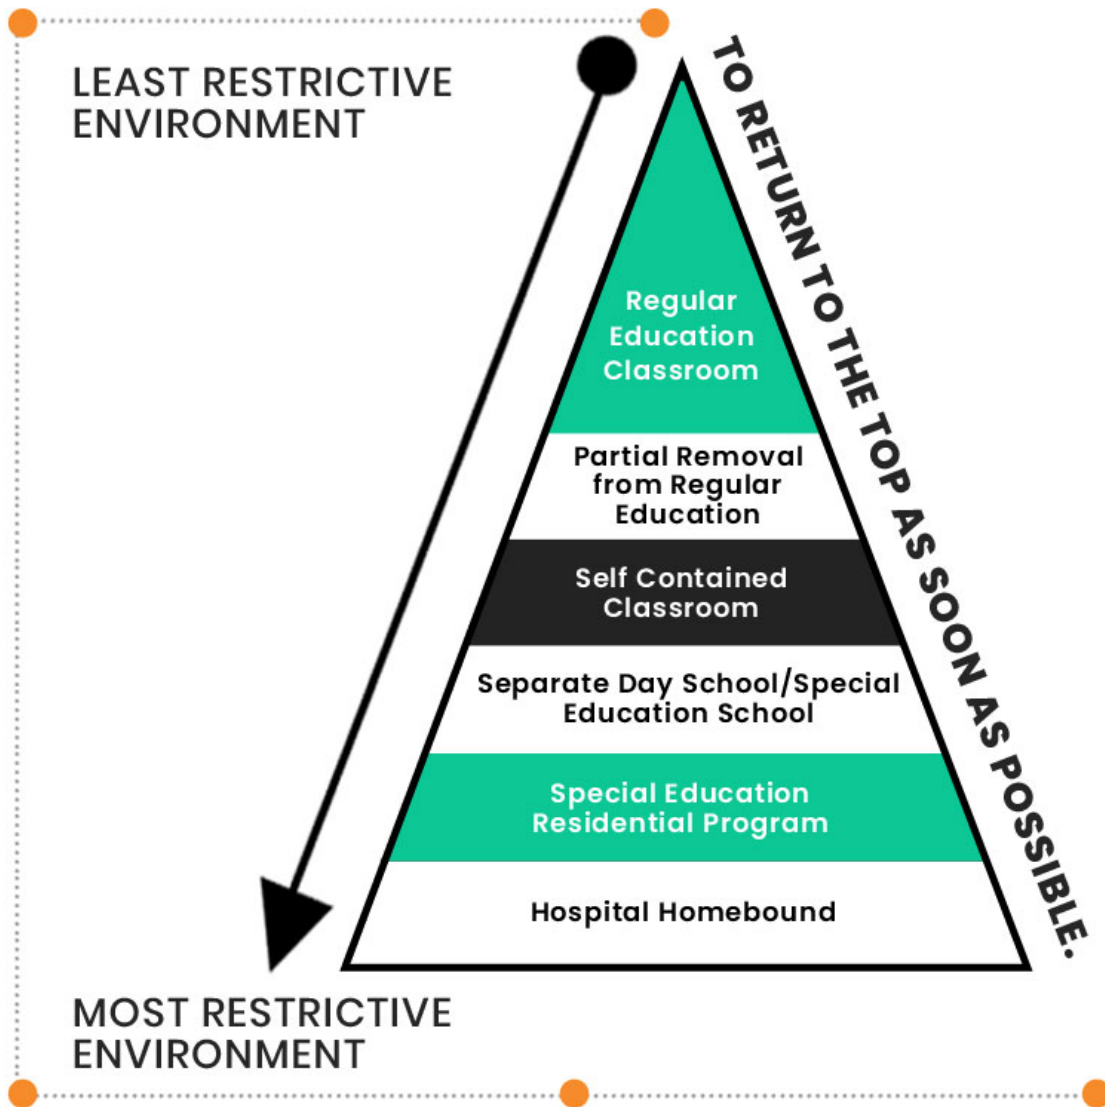 LEAST RESTRICTIVE
ENVIRONMENT
TO RETURN TO THE TOP AS SOON AS POSSIBLE.
Regular
Education
Classroom
Partial Removal
from Regular
Education
Self Contained
Classroom
Separate Day School/Special
Education School
Special Education
Residential Program
Hospital Homebound
MOST RESTRICTIVE
ENVIRONMENT